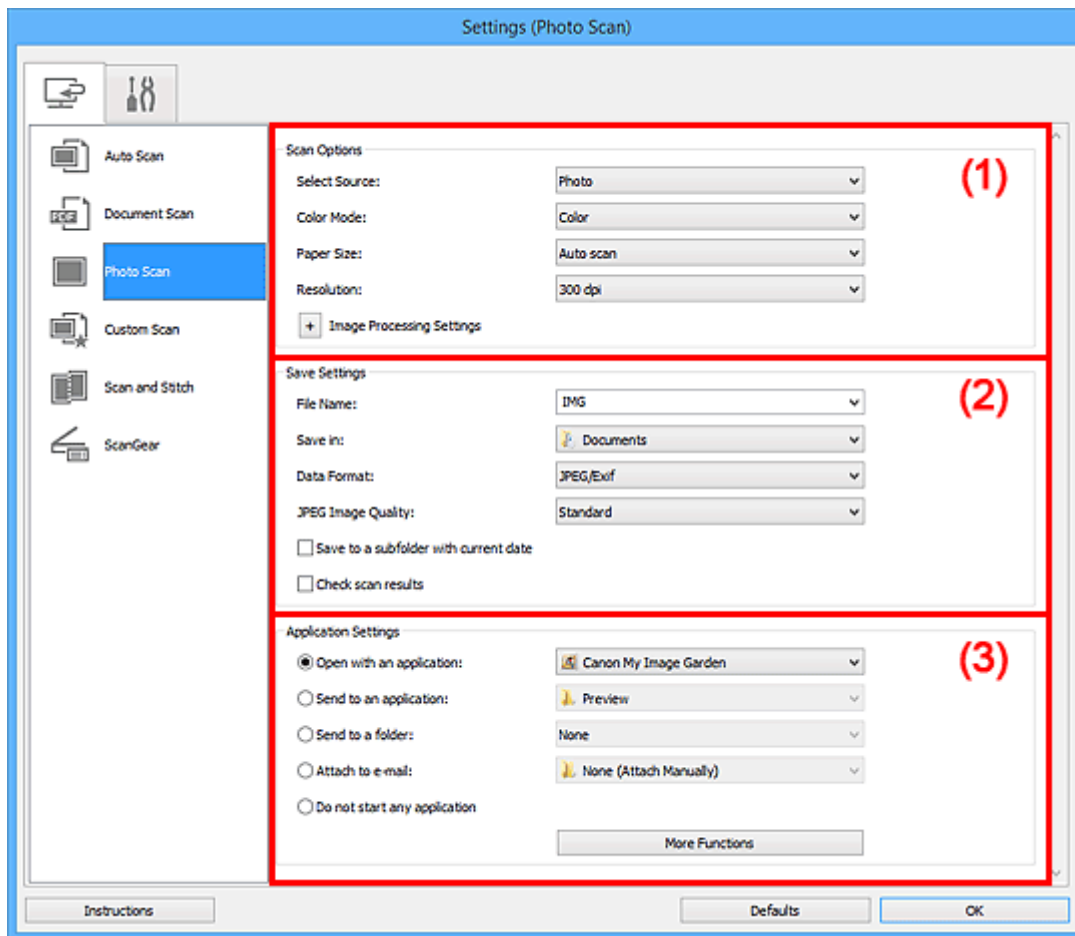 Settings (Photo Scan)
Auto Scan
PDF
Document Scan
Photo Scan
Custom Scan
Scan and Stitch
ScanGear
Scan Options
(1)
Select Source: Photo
Color Mode: Color
Paper Size: Auto scan
Resolution: 300 dpi
+ Image Processing Settings
Save Settings
(2)
File Name: IMG
Save in: Documents
Data Format: JPEG/Exif
JPEG Image Quality: Standard
Save to a subfolder with current date
Check scan results
Application Settings
(3)
Open with an application: Canon My Image Garden
Send to an application: Preview
Send to a folder: None
Attach to e-mail: None (Attach Manually)
Do not start any application
More Functions
Instructions Defaults OK